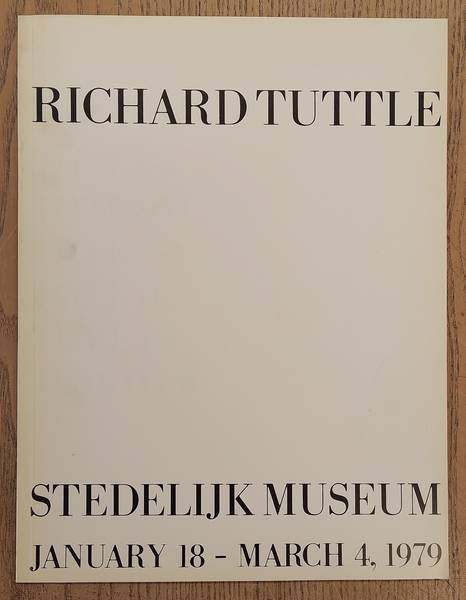 RICHARD TUTTLE
STEDELIJK MUSEUM
JANUARY 18 – MARCH 4, 1979